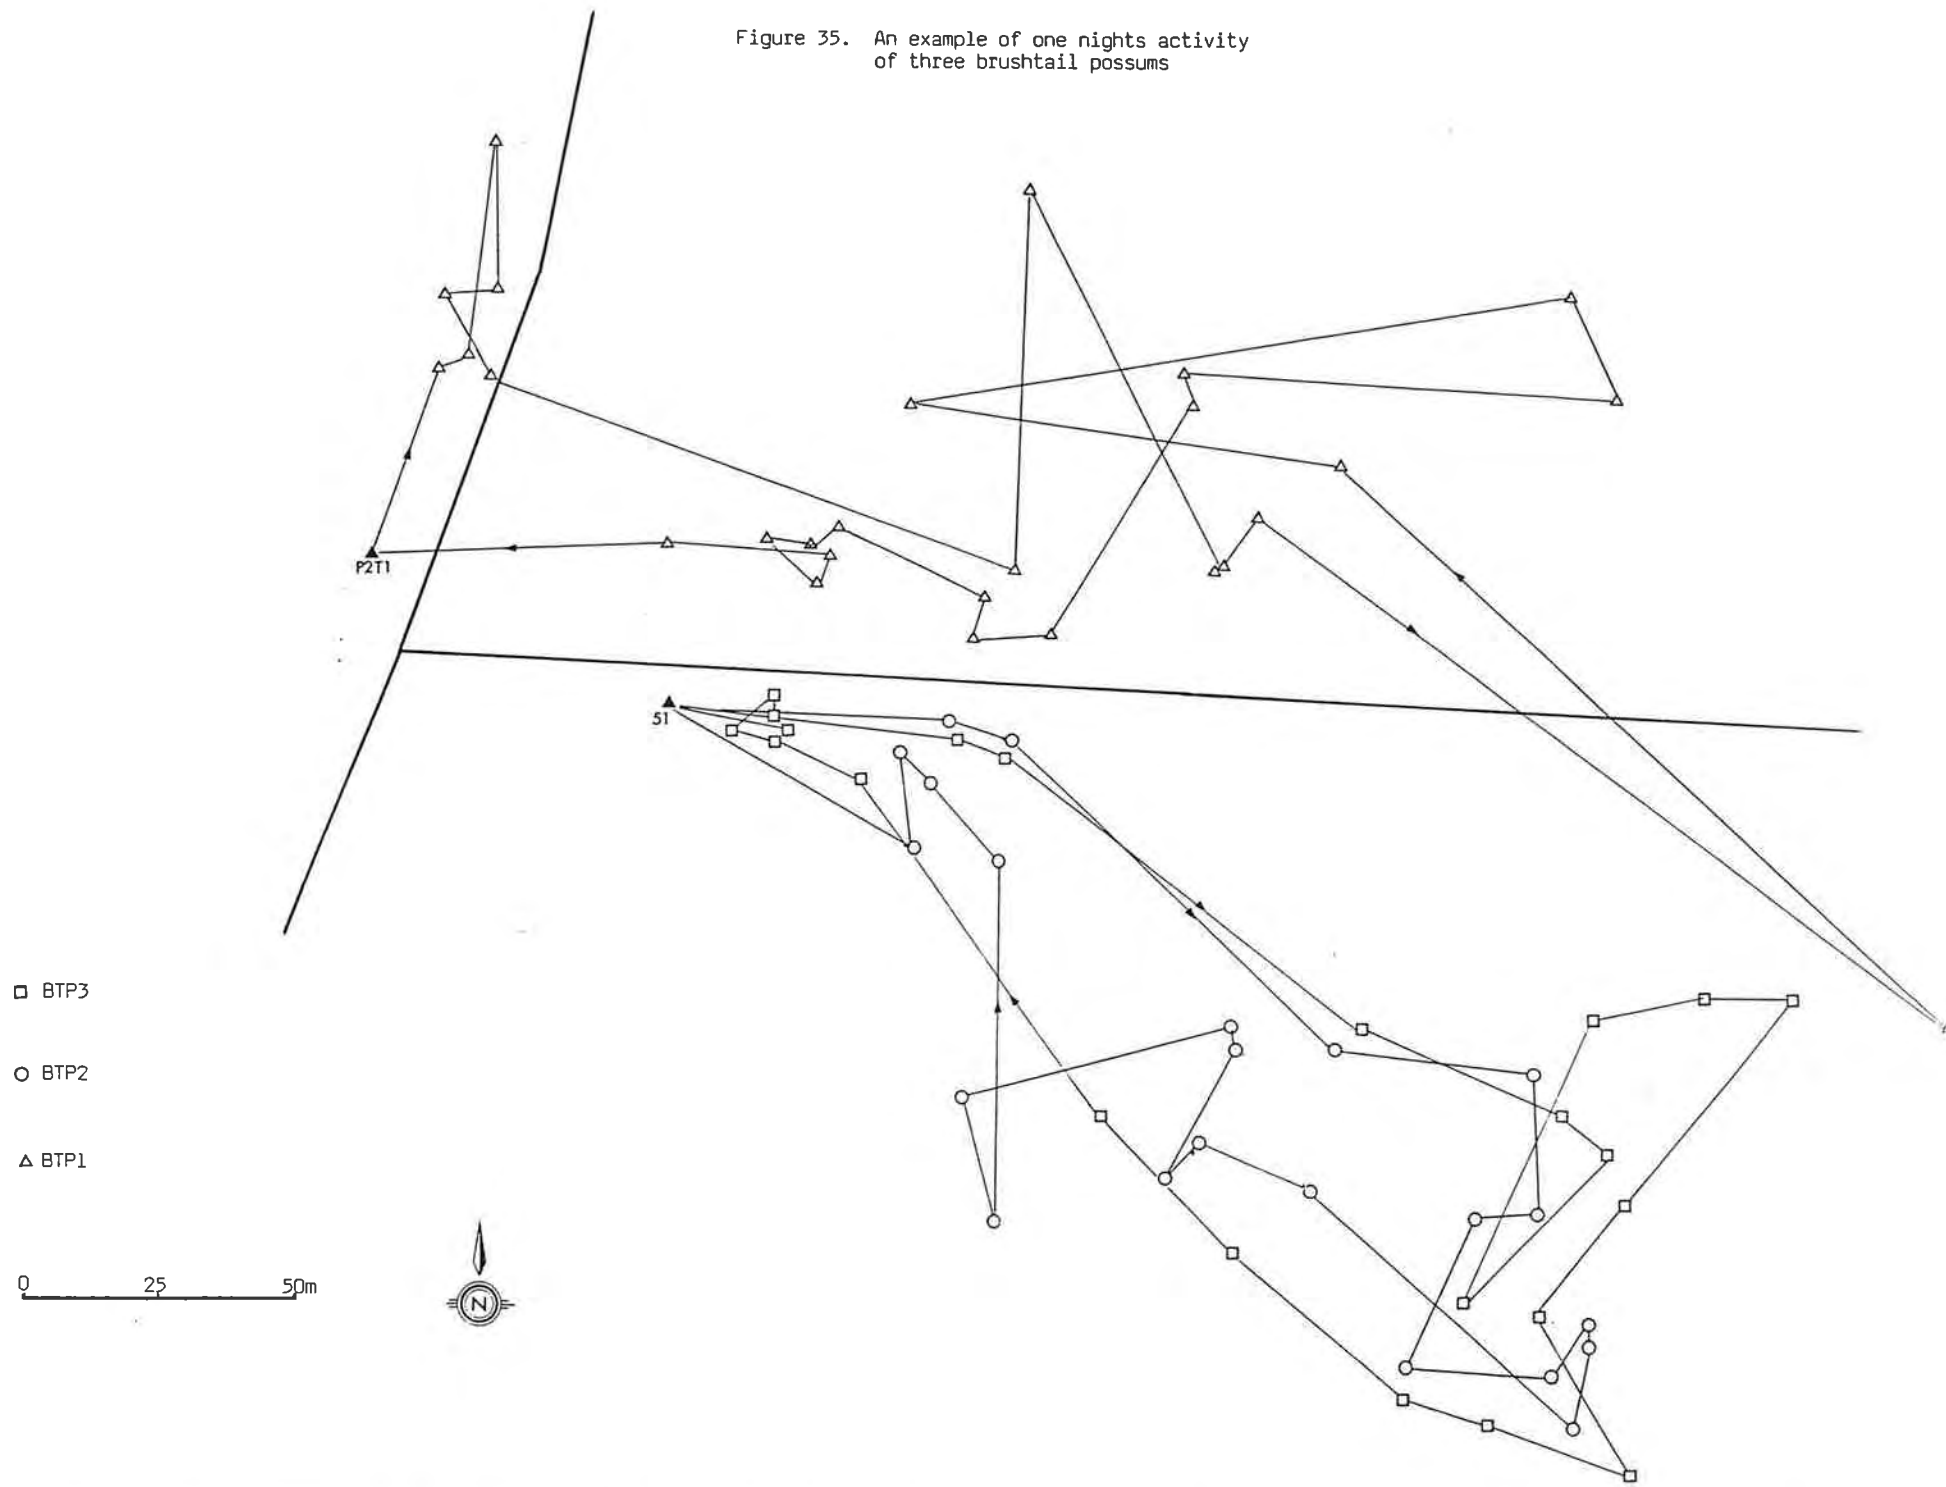 Figure 35. An example of one nights activity
of three brushtail possums
P2T1
51
BTP3
BTP2
BTP1
0 25 50m
N